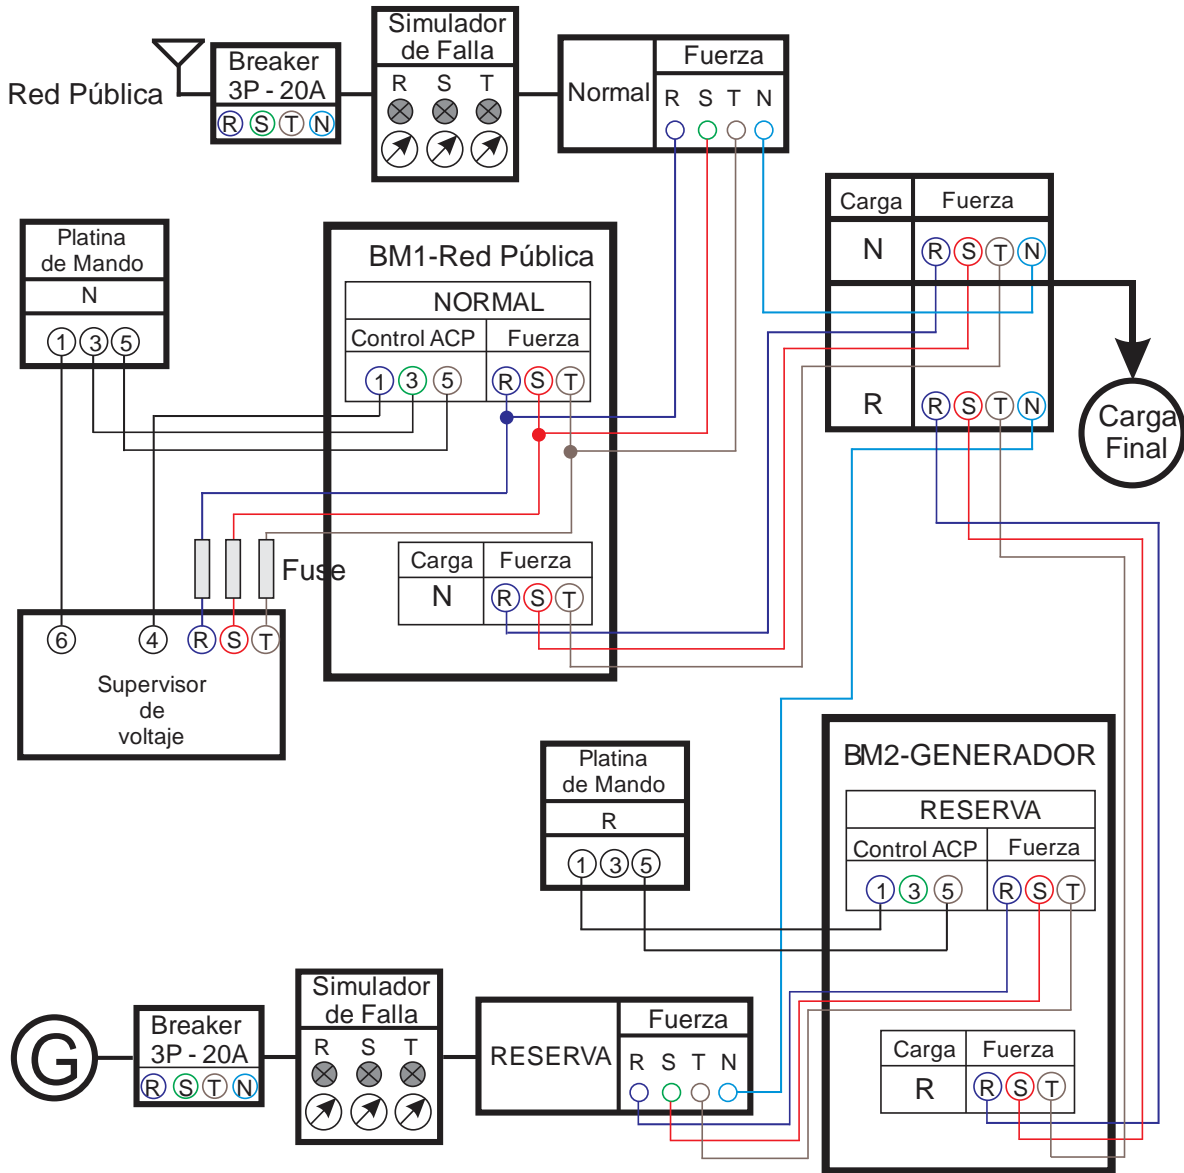 Red Pública
Breaker
3P - 20A
R S T N
Simulador
de Falla
R S T
Normal
Fuerza
R S T N
Platina
de Mando
N
1 3 5
BM1-Red Pública
NORMAL
Control ACP
Fuerza
1 3 5
R S T
Carga
Fuerza
N
R S T N
R
R S T N
Carga
Final
Fuse
Carga
Fuerza
N
R S T
6 4 R S T
Supervisor
de
voltaje
Platina
de Mando
R
1 3 5
BM2-GENERADOR
RESERVA
Control ACP
Fuerza
1 3 5
R S T
Carga
Fuerza
R
R S T
G
Breaker
3P - 20A
R S T N
Simulador
de Falla
R S T
RESERVA
Fuerza
R S T N